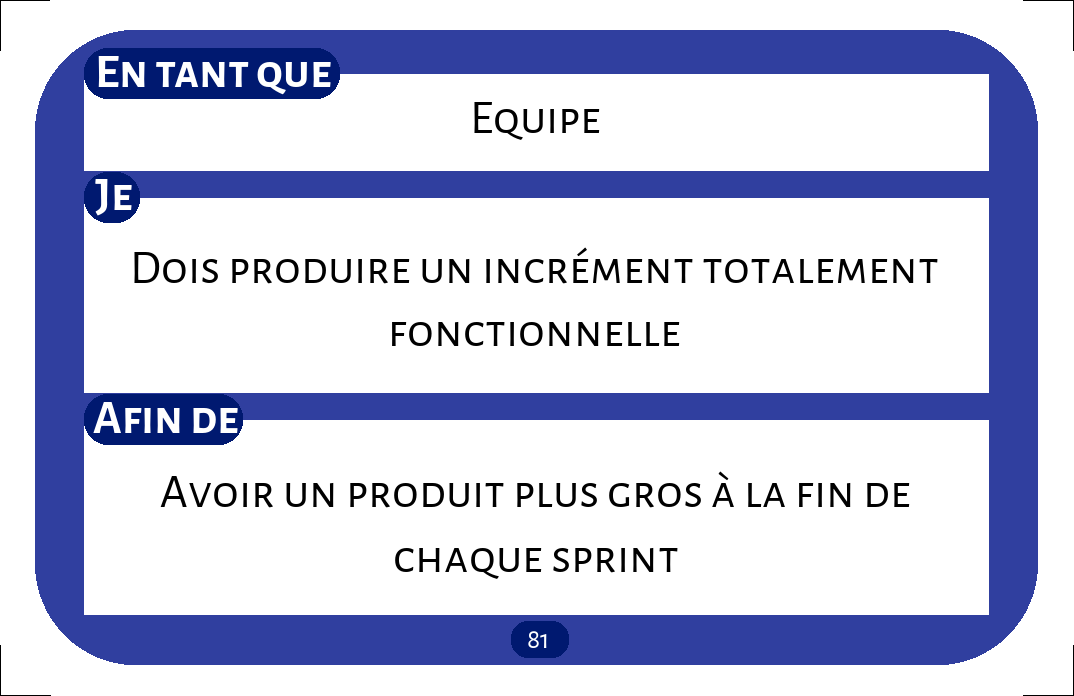 En tant que
Equipe
Je
Dois produire un incrément totalement
fonctionnelle
Afin de
Avoir un produit plus gros à la fin de
chaque sprint
81